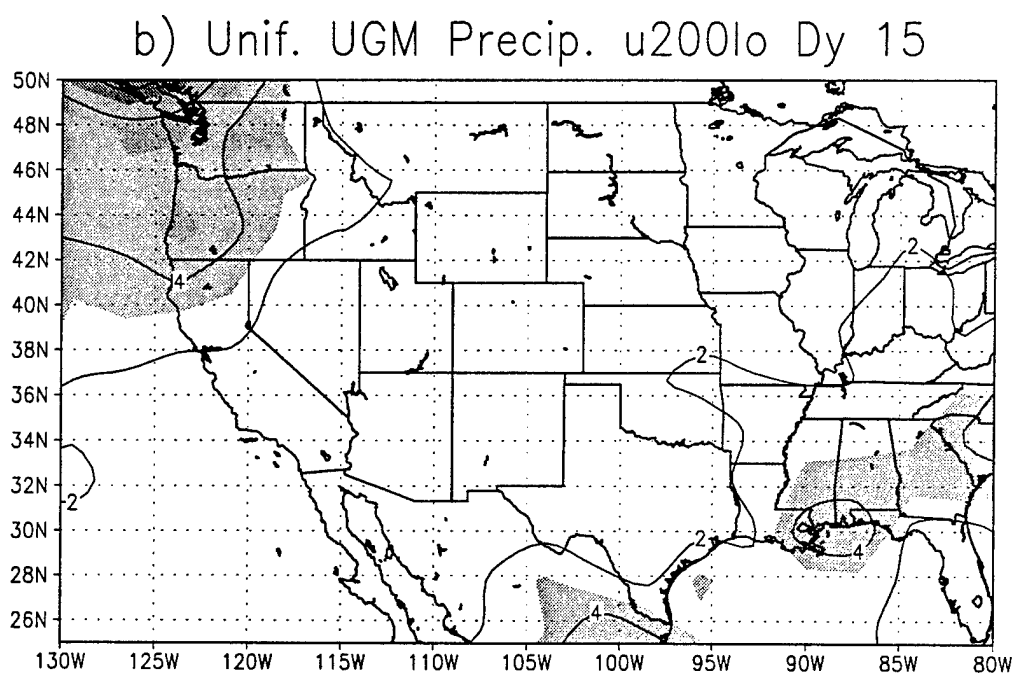 b) Unif. UGM Precip. u200lo Dy 15
50N
48N
46N
44N
2
42N
4
40N
38N
2
36N
2
34N
32N
2
30N
2
4
28N
26N
4
130W 125W 120W 115W 110W 105W 100W 95W 90W 85W 80W